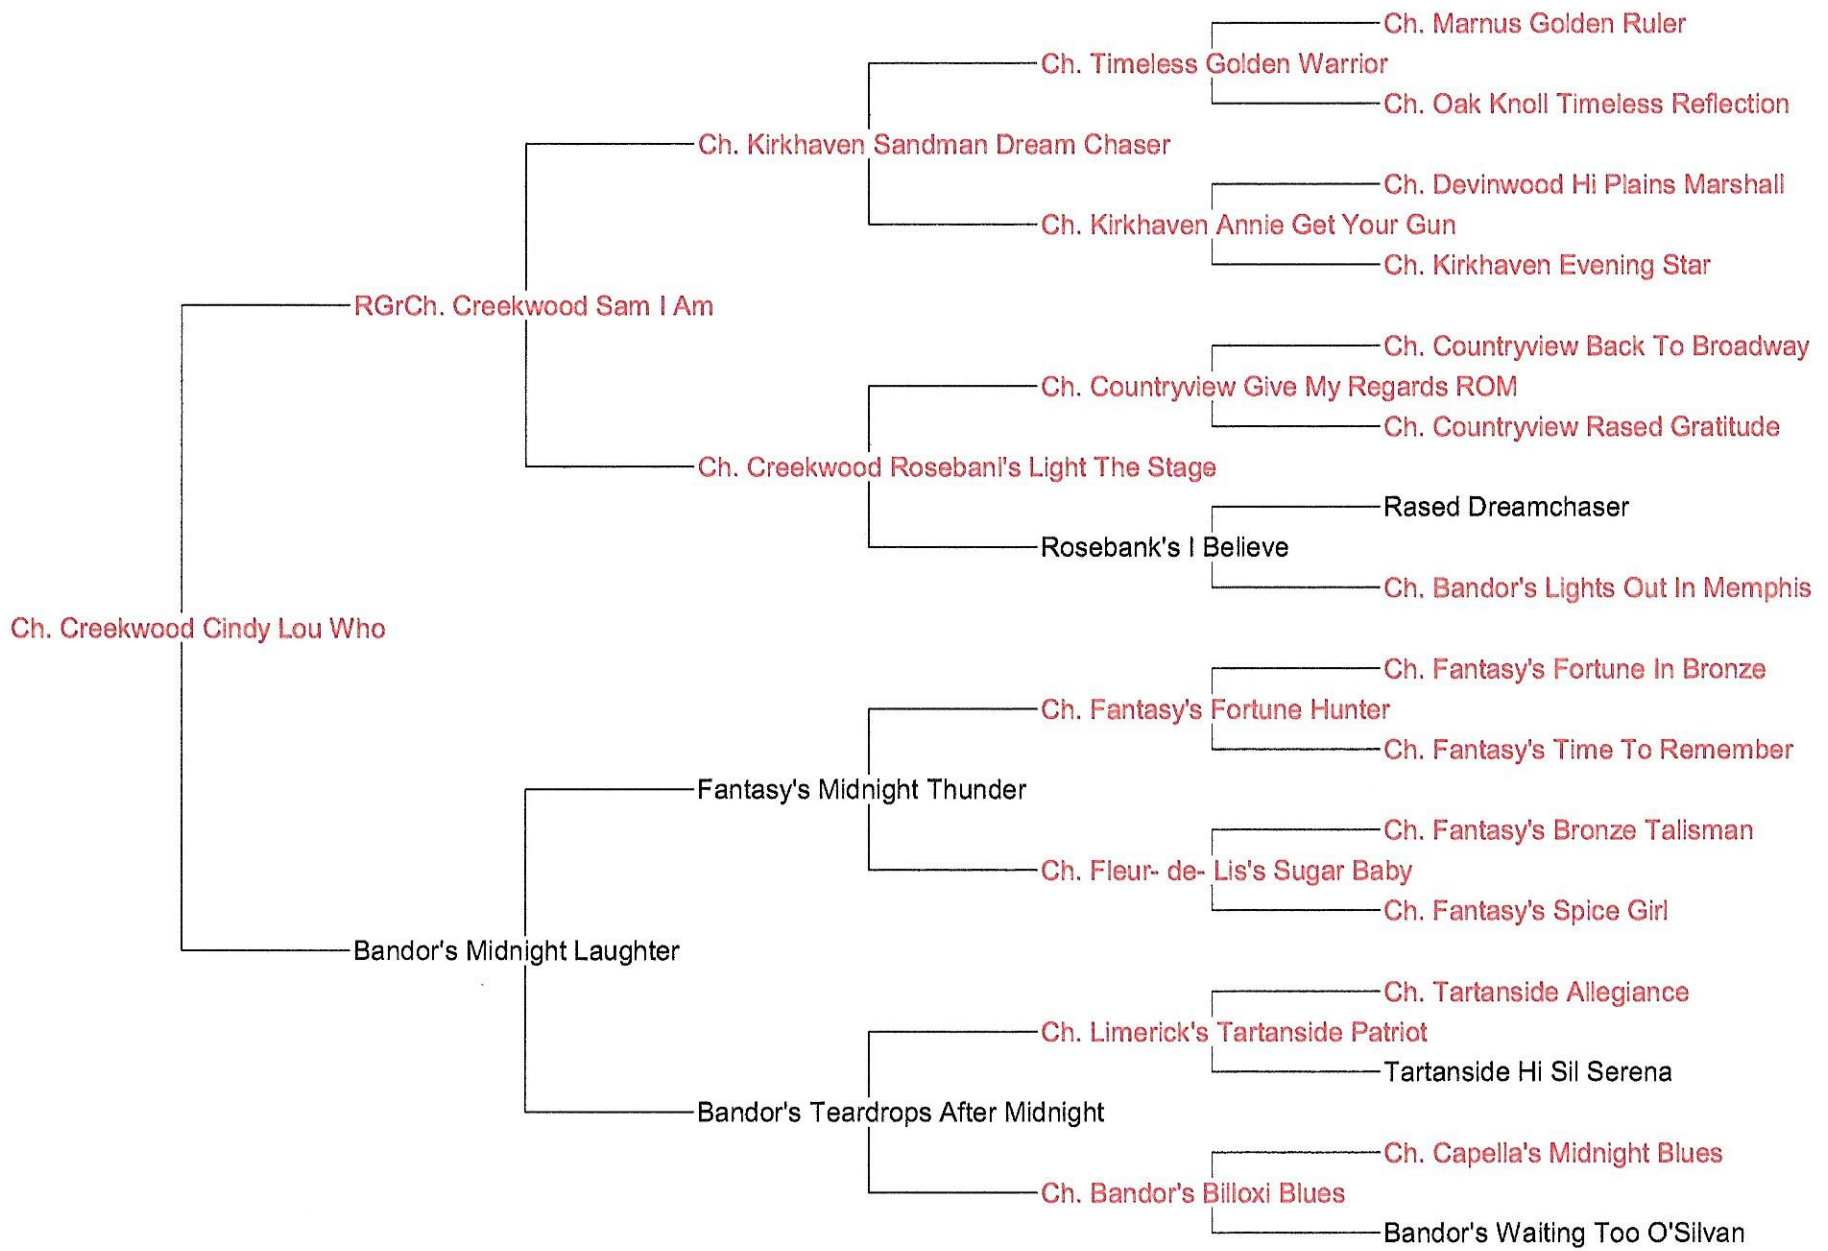 Ch. Marnus Golden Ruler
Ch. Timeless Golden Warrior
Ch. Oak Knoll Timeless Reflection
Ch. Kirkhaven Sandman Dream Chaser
Ch. Devinwood Hi Plains Marshall
Ch. Kirkhaven Annie Get Your Gun
Ch. Kirkhaven Evening Star
RGrCh. Creekwood Sam I Am
Ch. Countryview Back To Broadway
Ch. Countryview Give My Regards ROM
Ch. Countryview Rased Gratitude
Ch. Creekwood Rosebanl's Light The Stage
Rased Dreamchaser
Rosebank's I Believe
Ch. Bandor's Lights Out In Memphis
Ch. Creekwood Cindy Lou Who
Ch. Fantasy's Fortune In Bronze
Ch. Fantasy's Fortune Hunter
Ch. Fantasy's Time To Remember
Fantasy's Midnight Thunder
Ch. Fantasy's Bronze Talisman
Ch. Fleur- de- Lis's Sugar Baby
Ch. Fantasy's Spice Girl
Bandor's Midnight Laughter
Ch. Tartanside Allegiance
Ch. Limerick's Tartanside Patriot
Tartanside Hi Sil Serena
Bandor's Teardrops After Midnight
Ch. Capella's Midnight Blues
Ch. Bandor's Billoxi Blues
Bandor's Waiting Too O'Silvan